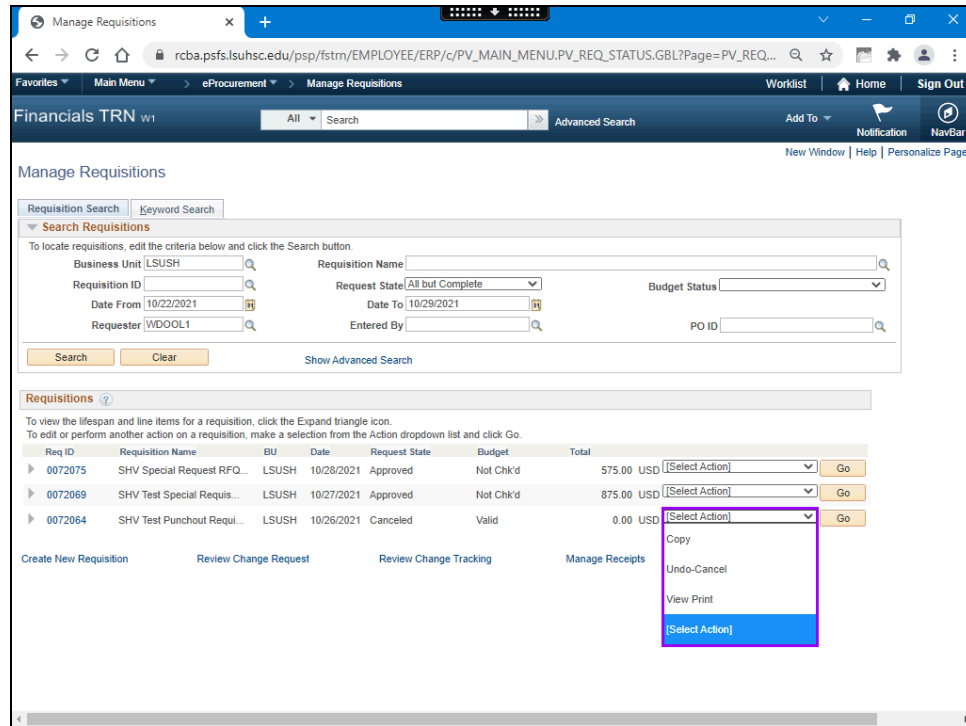 Manage Requisitions
rcba.psfs.lsuhsc.edu/psp/fstrn/EMPLOYEE/ERP/c/PV_MAIN_MENU.PV_REQ_STATUS.GBL?Page=PV_REQ...
Favorites Main Menu > eProcurement > Manage Requisitions Worklist Home Sign Out
Financials TRN W1 All Search Advanced Search Add To Notification NavBar
New Window | Help | Personalize Page
Manage Requisitions
Requisition Search Keyword Search
Search Requisitions
To locate requisitions, edit the criteria below and click the Search button.
Business Unit LSUSH Requisition Name
Requisition ID Request State All but Complete Budget Status
Date From 10/22/2021 Date To 10/29/2021
Requester WDOOL1 Entered By PO ID
Search Clear Show Advanced Search
Requisitions ?
To view the lifespan and line items for a requisition, click the Expand triangle icon.
To edit or perform another action on a requisition, make a selection from the Action dropdown list and click Go.
Req ID Requisition Name BU Date Request State Budget Total
0072075 SHV Special Request RFQ... LSUSH 10/28/2021 Approved Not Chk'd 575.00 USD [Select Action] Go
0072069 SHV Test Special Requis... LSUSH 10/27/2021 Approved Not Chk'd 875.00 USD [Select Action] Go
0072064 SHV Test Punchout Requi... LSUSH 10/26/2021 Canceled Valid 0.00 USD [Select Action] Go
Copy
Undo-Cancel
View Print
[Select Action]
Create New Requisition Review Change Request Review Change Tracking Manage Receipts